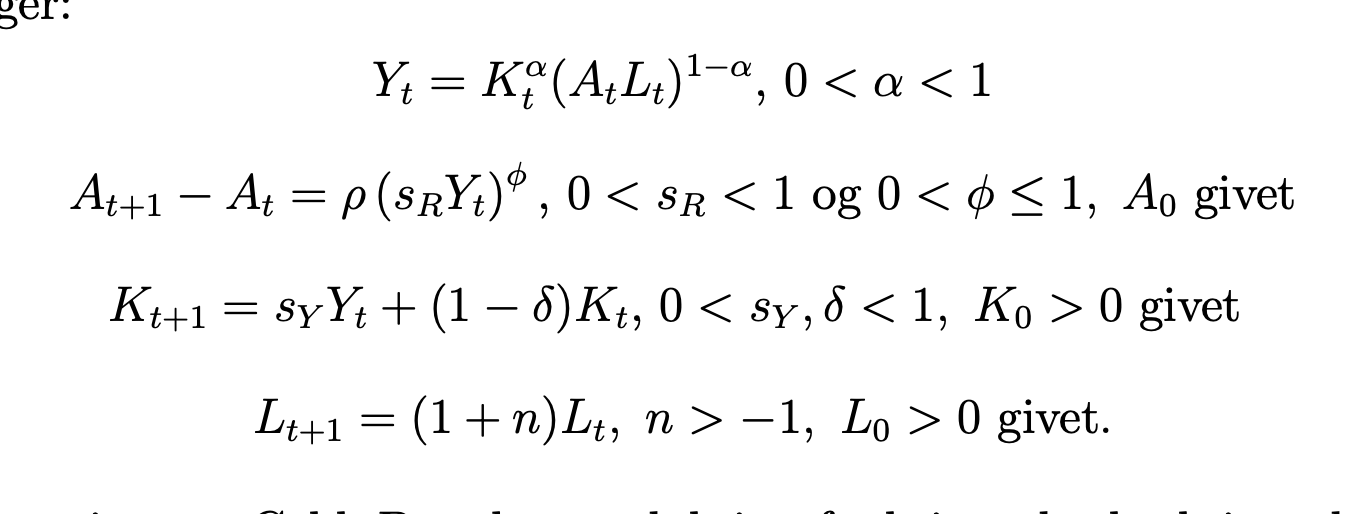 ger:
Y_t = K_t^α (A_t L_t)^{1−α}, 0 < α < 1
A_{t+1} − A_t = ρ (s_R Y_t)^ϕ, 0 < s_R < 1 og 0 < ϕ ≤ 1, A_0 givet
K_{t+1} = s_Y Y_t + (1 − δ)K_t, 0 < s_Y, δ < 1, K_0 > 0 givet
L_{t+1} = (1 + n)L_t, n > −1, L_0 > 0 givet.